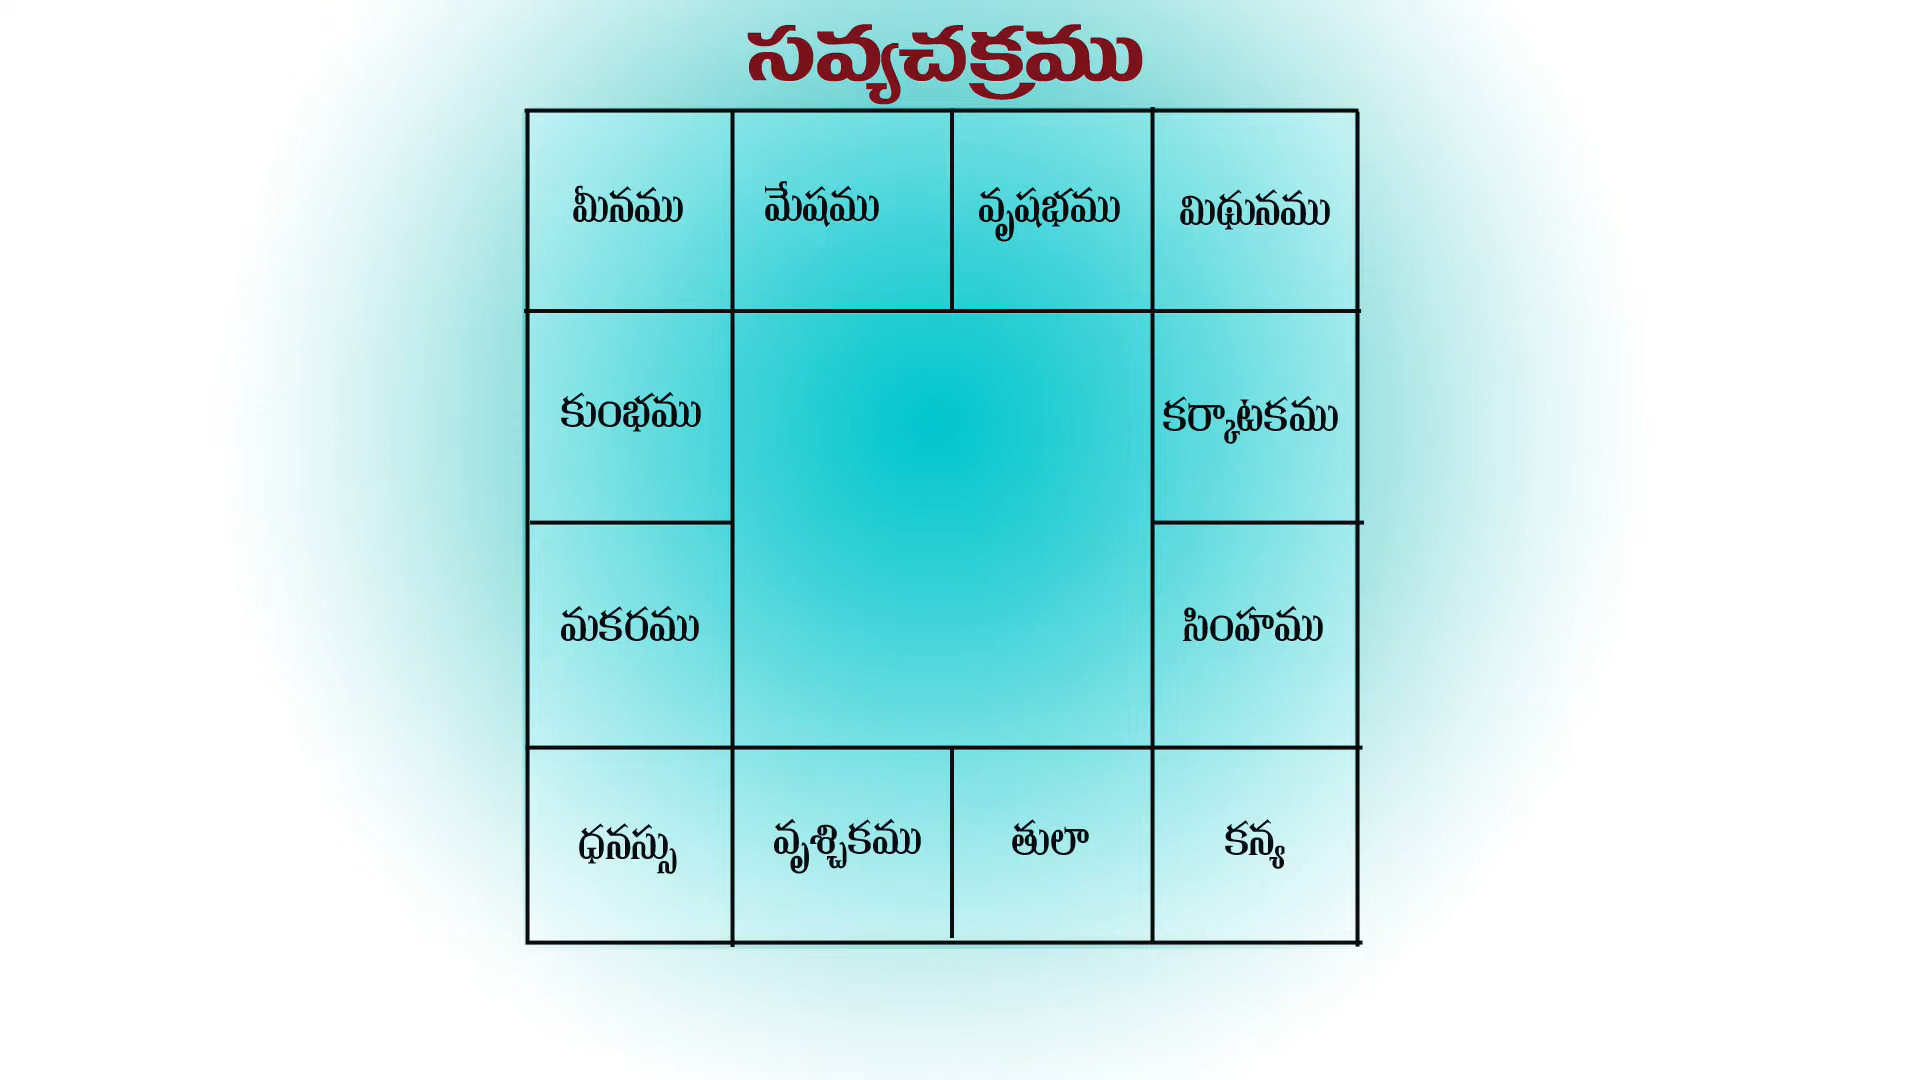 సవ్యచక్రము
మీనము మేషము వృషభము మిథునము
కుంభము కర్కాటకము
మకరము సింహము
ధనస్సు వృశ్చికము తులా కన్య